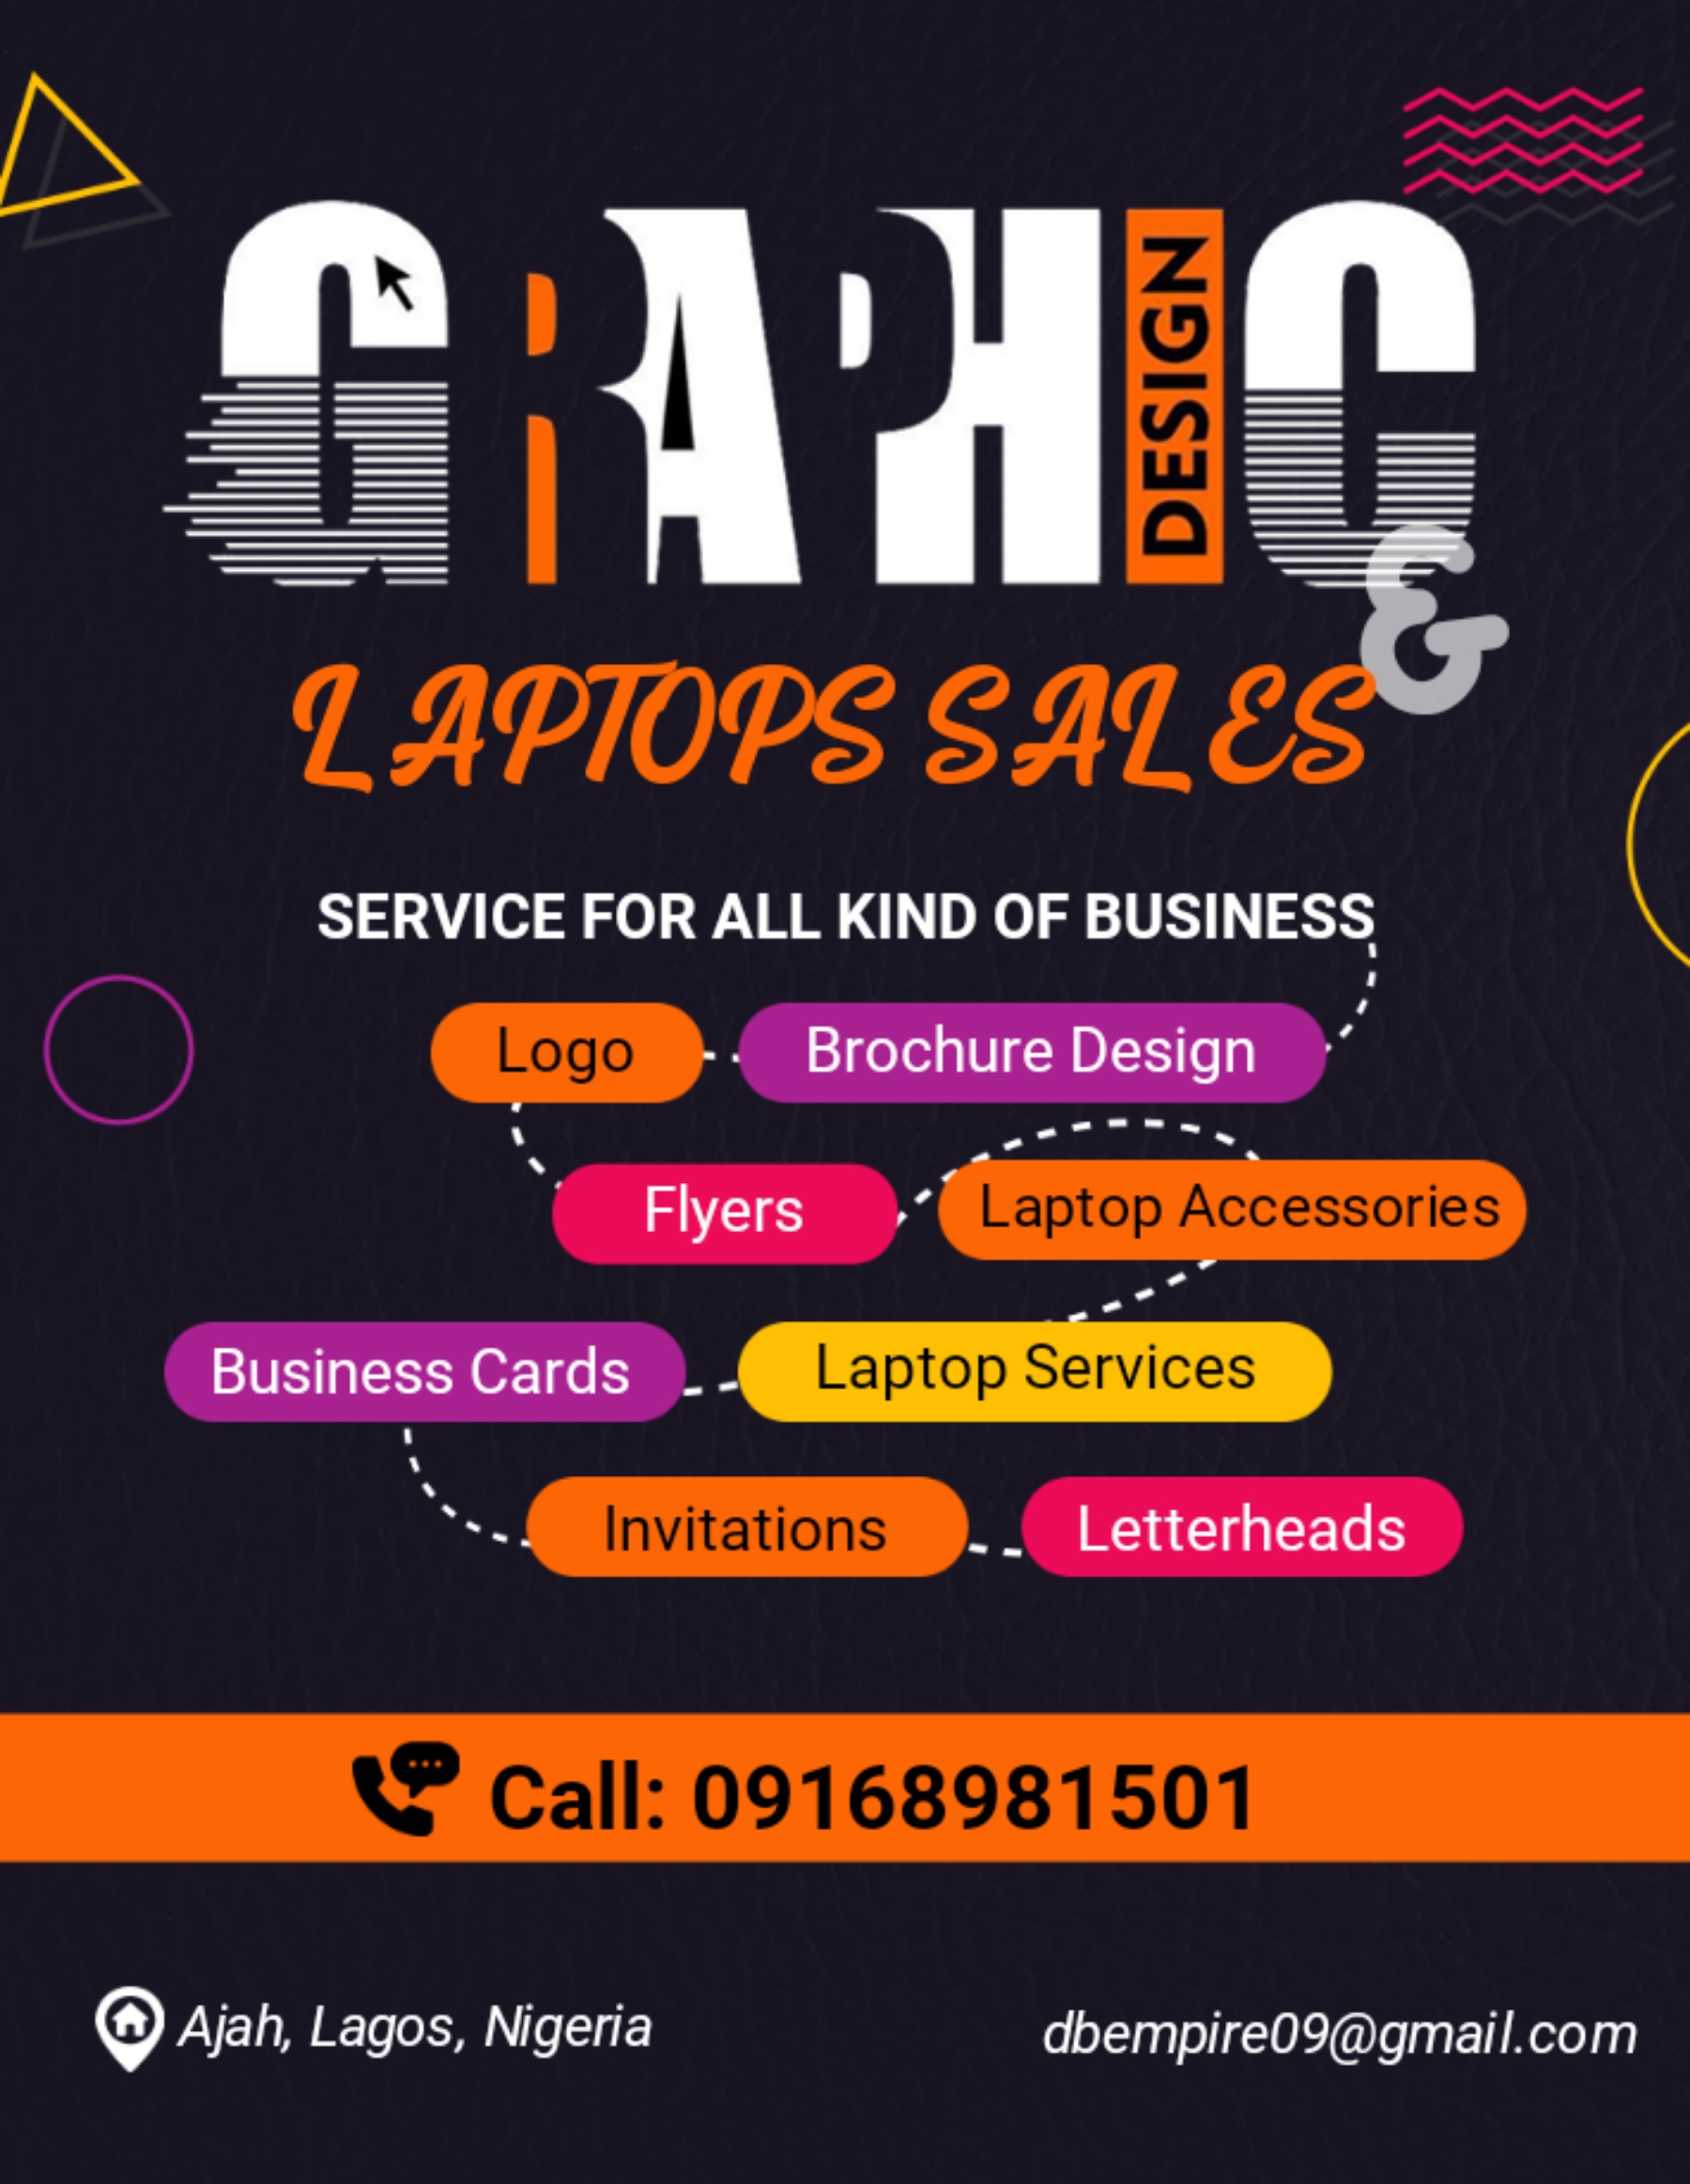 GRAPHIC
DESIGN
&
LAPTOPS SALES
SERVICE FOR ALL KIND OF BUSINESS
Logo Brochure Design
Flyers Laptop Accessories
Business Cards Laptop Services
Invitations Letterheads
Call: 09168981501
Ajah, Lagos, Nigeria dbempire09@gmail.com